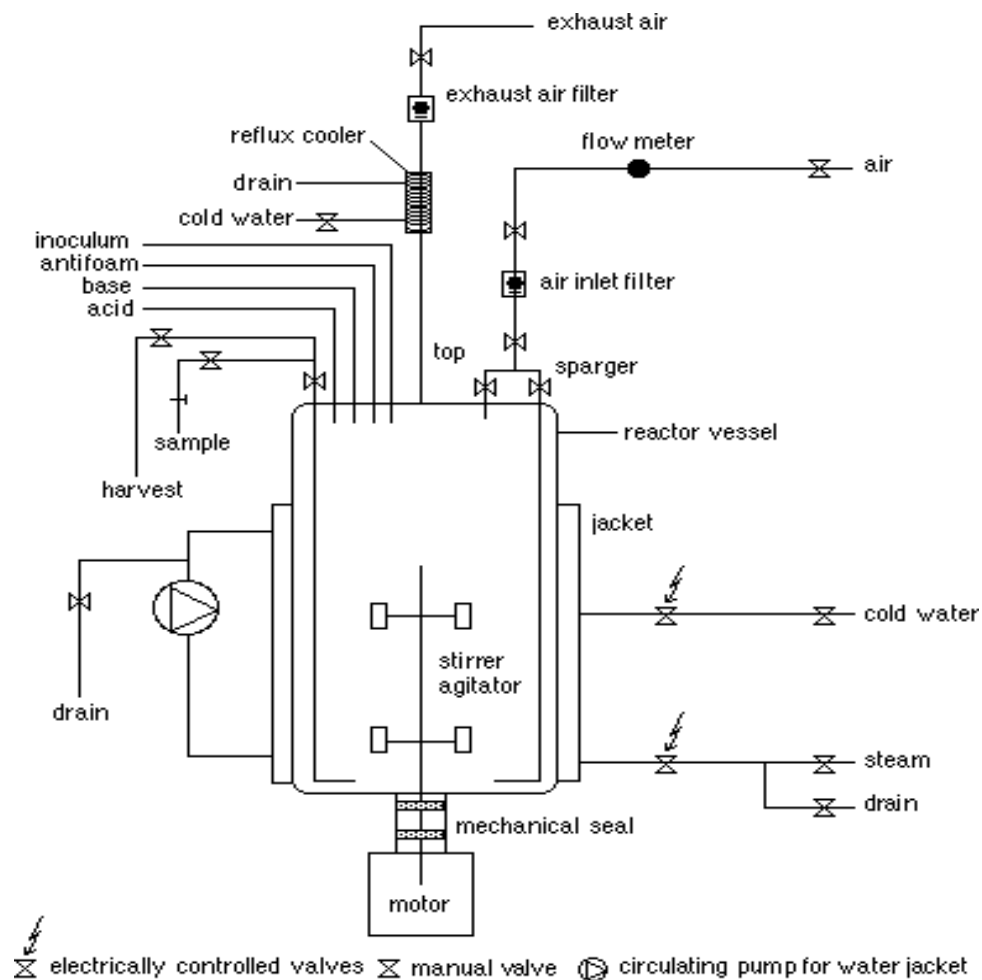 exhaust air
exhaust air filter
reflux cooler
flow meter
air
drain
cold water
inoculum
antifoam
air inlet filter
base
acid
top
sparger
reactor vessel
sample
harvest
jacket
cold water
stirrer
agitator
drain
steam
drain
mechanical seal
motor
electrically controlled valves
manual valve
circulating pump for water jacket